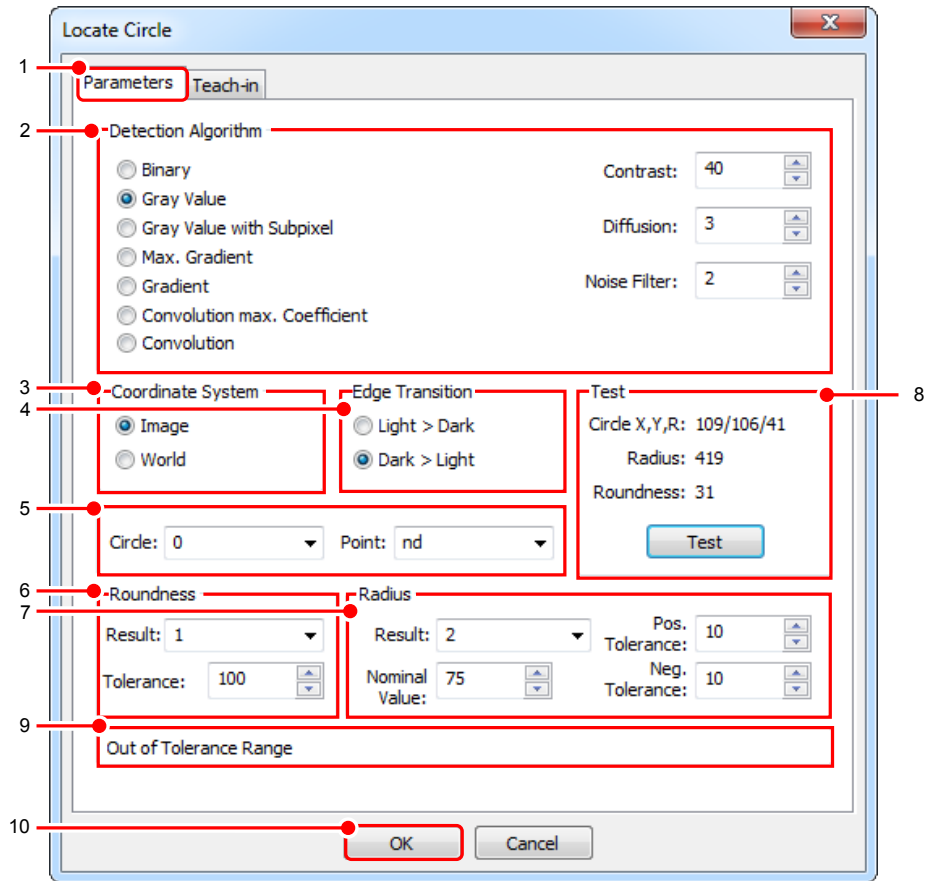 Locate Circle
1
Parameters Teach-in
2
Detection Algorithm
Binary
Gray Value
Gray Value with Subpixel
Max. Gradient
Gradient
Convolution max. Coefficient
Convolution
Contrast: 40
Diffusion: 3
Noise Filter: 2
3
Coordinate System
Image
World
4
Edge Transition
Light > Dark
Dark > Light
Test
8
Circle X,Y,R: 109/106/41
Radius: 419
Roundness: 31
Test
5
Circle: 0 Point: nd
6
Roundness
Result: 1
Tolerance: 100
7
Radius
Result: 2
Nominal
Value: 75
Pos.
Tolerance: 10
Neg.
Tolerance: 10
9
Out of Tolerance Range
10
OK Cancel